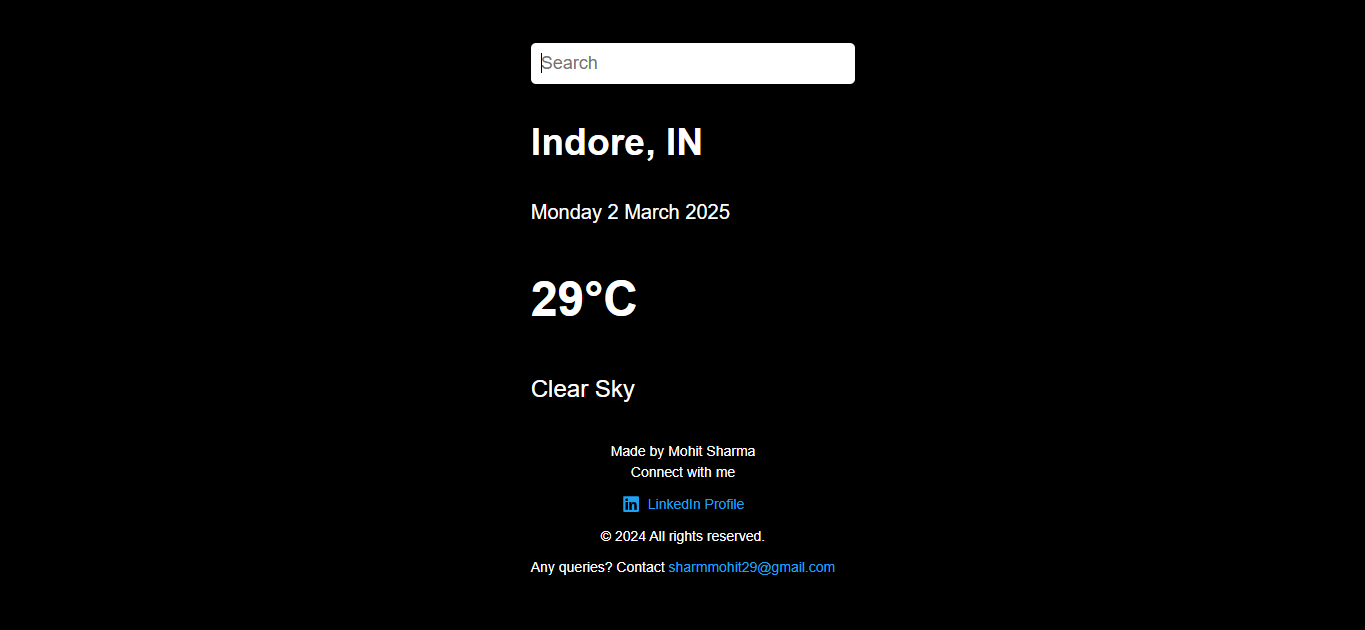 Search
Indore, IN
Monday 2 March 2025
29°C
Clear Sky
Made by Mohit Sharma
Connect with me
in LinkedIn Profile
© 2024 All rights reserved.
Any queries? Contact sharmmohit29@gmail.com